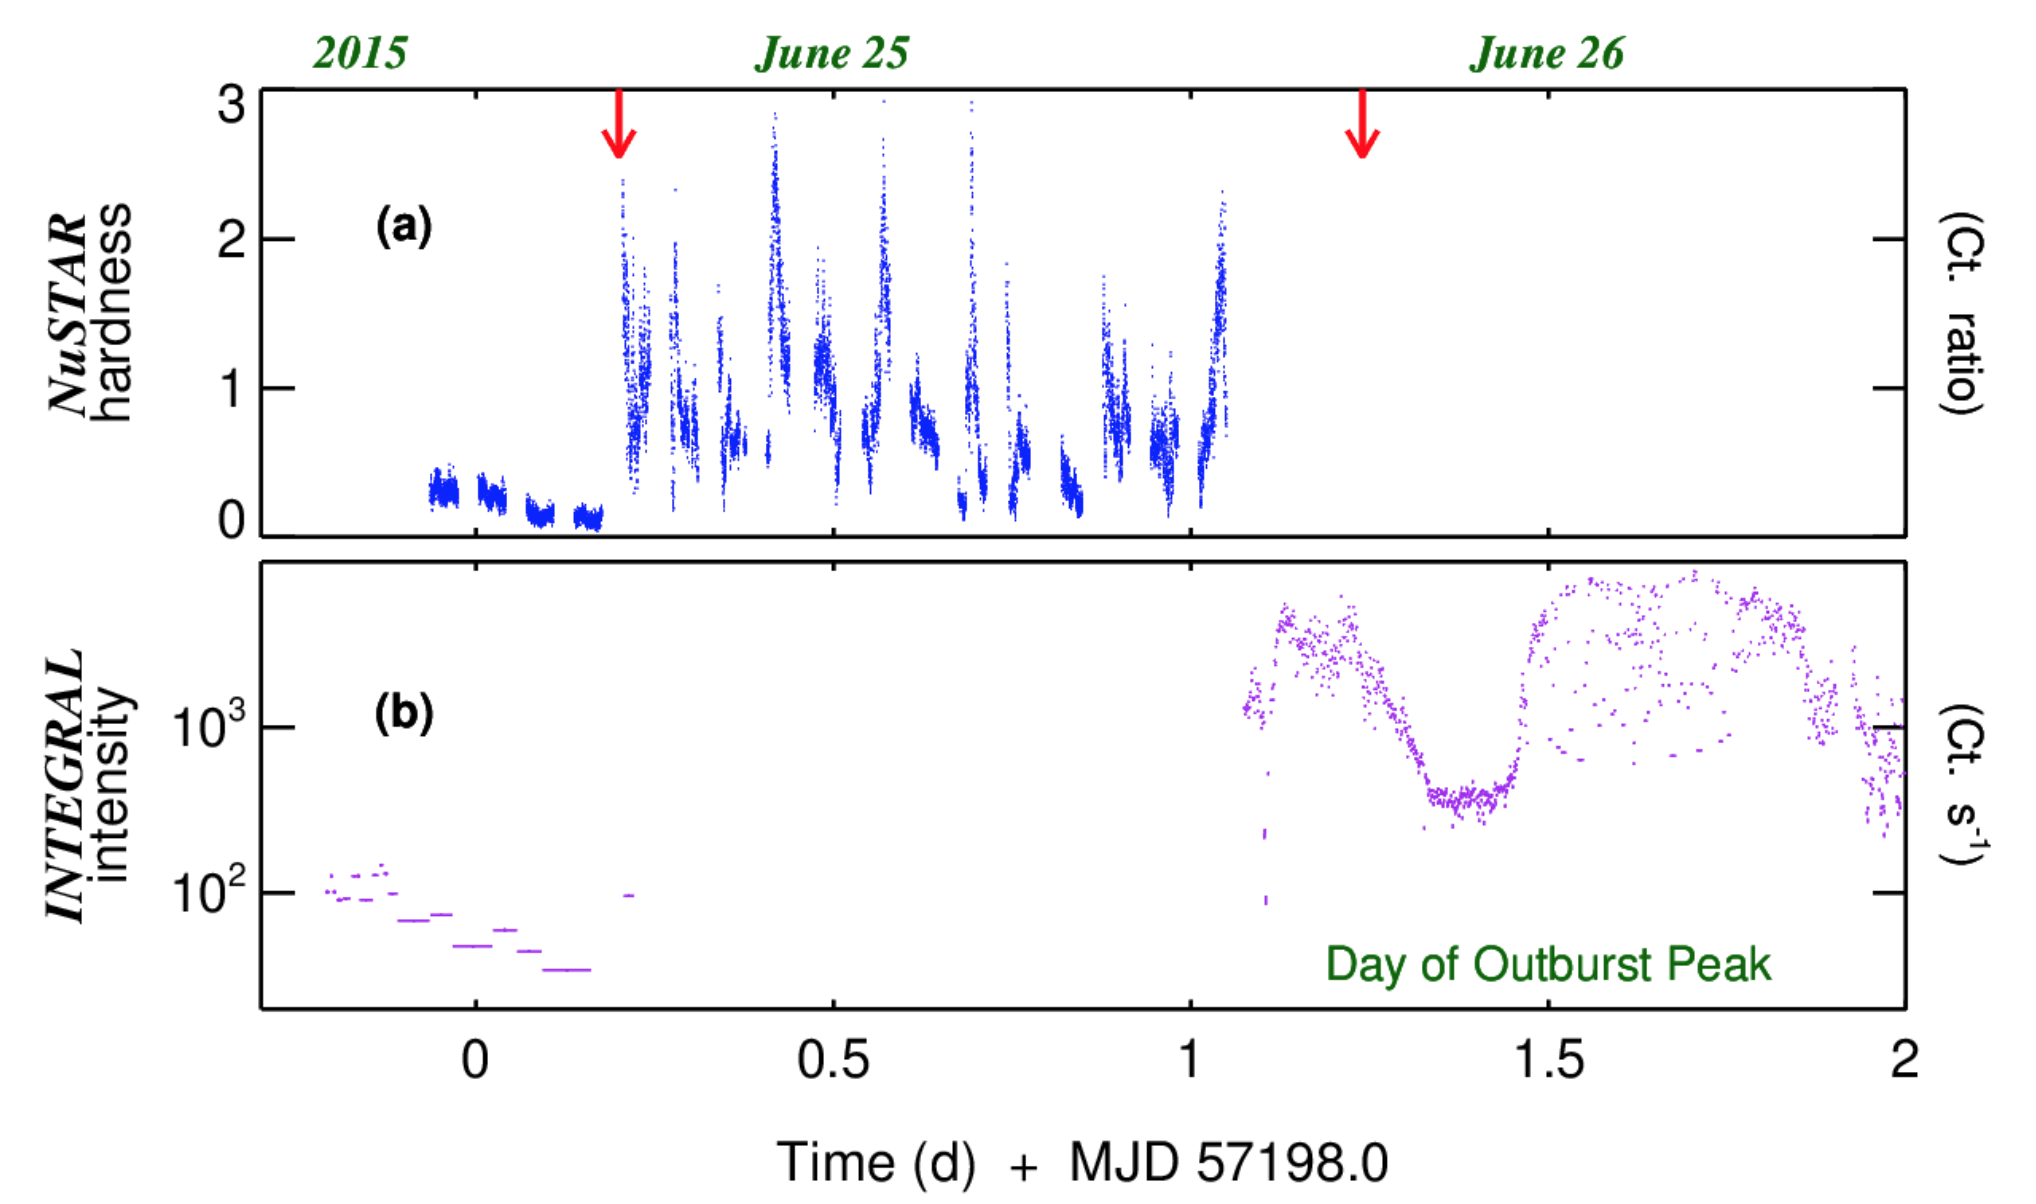 2015 June 25 June 26
3
2
1
0
NuSTAR
hardness
(a)
(Ct. ratio)
10³
10²
INTEGRAL
intensity
(b)
(Ct. s⁻¹)
Day of Outburst Peak
0 0.5 1 1.5 2
Time (d) + MJD 57198.0